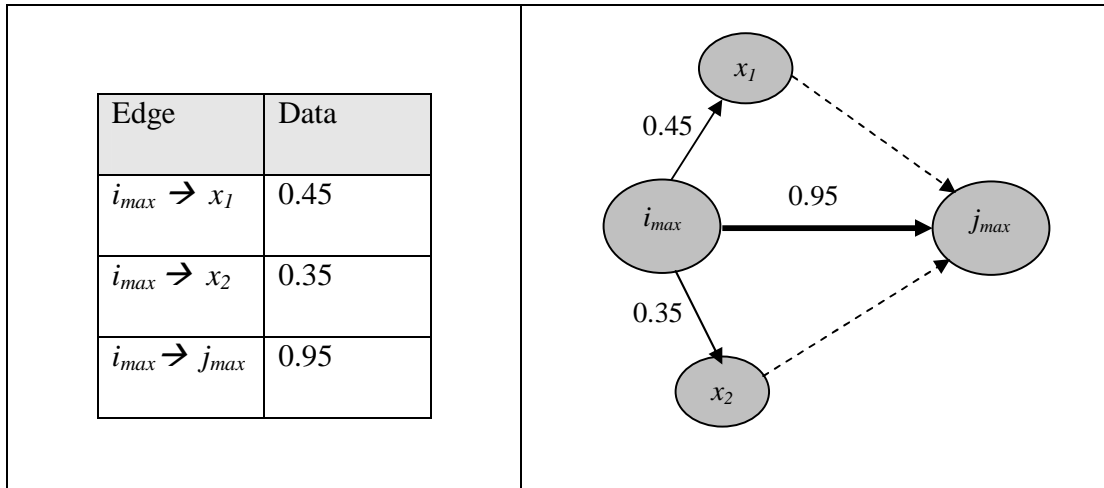 Edge Data
i_max → x_1 0.45
i_max → x_2 0.35
i_max → j_max 0.95
x_1
0.45
0.95
i_max
j_max
0.35
x_2